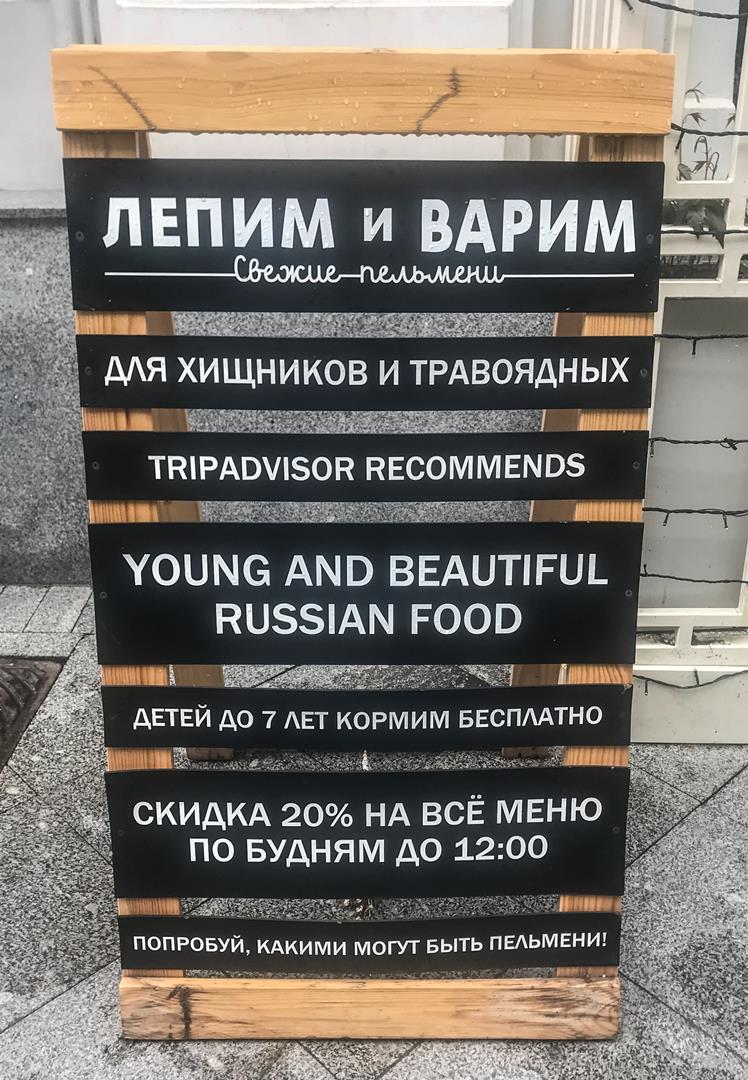 ЛЕПИМ и ВАРИМ
Свежие пельмени
ДЛЯ ХИЩНИКОВ И ТРАВОЯДНЫХ
TRIPADVISOR RECOMMENDS
YOUNG AND BEAUTIFUL
RUSSIAN FOOD
ДЕТЕЙ ДО 7 ЛЕТ КОРМИМ БЕСПЛАТНО
СКИДКА 20% НА ВСЁ МЕНЮ
ПО БУДНЯМ ДО 12:00
ПОПРОБУЙ, КАКИМИ МОГУТ БЫТЬ ПЕЛЬМЕНИ!